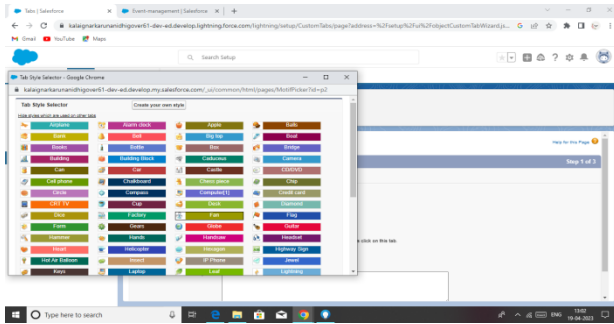 Tabs | Salesforce
Event-management | Salesforce
kalaignarkarunanidhigover61-dev-ed.develop.lightning.force.com/lightning/setup/CustomTabs/page?address=%2Fsetup%2Fui%2FobjectCustomTabWizard.js...
Gmail YouTube Maps
Search Setup
Tab Style Selector - Google Chrome
kalaignarkarunanidhigover61-dev-ed.develop.my.salesforce.com/_ui/common/html/pages/MotifPicker?id=p2
Tab Style Selector Create your own style
Hide styles which are used on other tabs
Airplane Alarm clock Apple Balls
Bank Bell Big top Boat
Books Bottle Box Bridge
Building Building Block Caduceus Camera
Can Car Castle CD/DVD
Cell phone Chalkboard Chess piece Chip
Circle Compass Computer(1) Credit card
CRT TV Cup Desk Diamond
Dice Factory Fan Flag
Form Gears Globe Guitar
Hammer Hands Handsaw Headset
Heart Helicopter Hexagon Highway Sign
Hot Air Balloon Insect IP Phone Jewel
Keys Laptop Leaf Lightning
Help for this Page
Step 1 of 3
click on this tab
Type here to search
ENG
13:02
19-04-2023